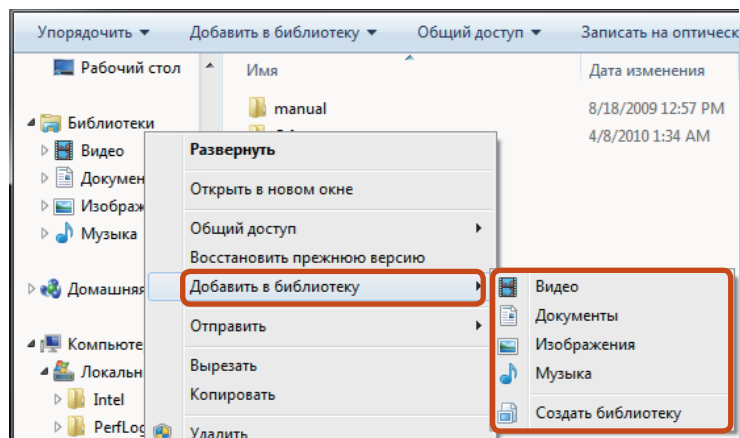 Упорядочить Добавить в библиотеку Общий доступ Записать на оптическ
Рабочий стол
Имя Дата изменения
manual 8/18/2009 12:57 PM
4/8/2010 1:34 AM
Библиотеки
Видео
Докумен
Изображ
Музыка
Домашняя
Компьюте
Локальн
Intel
PerfLog
Развернуть
Открыть в новом окне
Общий доступ
Восстановить прежнюю версию
Добавить в библиотеку
Отправить
Вырезать
Копировать
Удалить
Видео
Документы
Изображения
Музыка
Создать библиотеку